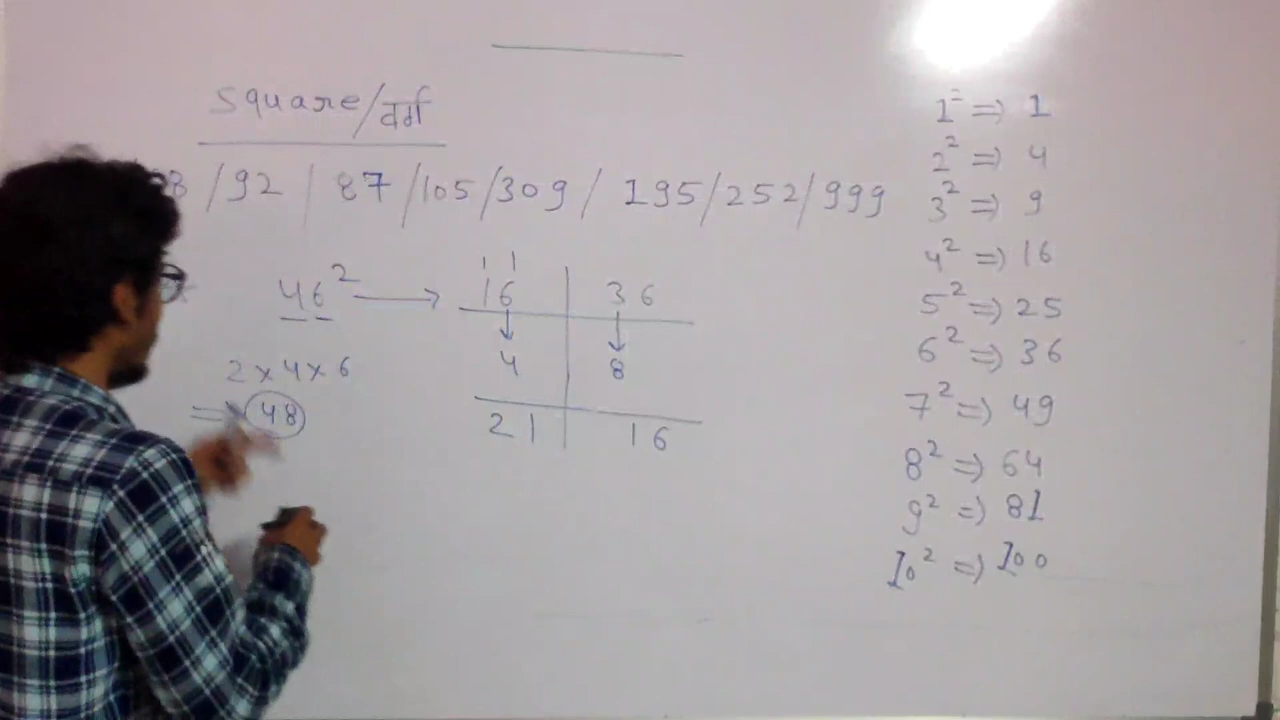 square/वर्ग
/92 / 87 /105/309/ 195/252/999
46² → 16 | 36
1 1
4 | 8
2×4×6
=> 48
21 | 16
1² => 1
2² => 4
3² => 9
4² => 16
5² => 25
6² => 36
7² => 49
8² => 64
9² => 81
10² => 100